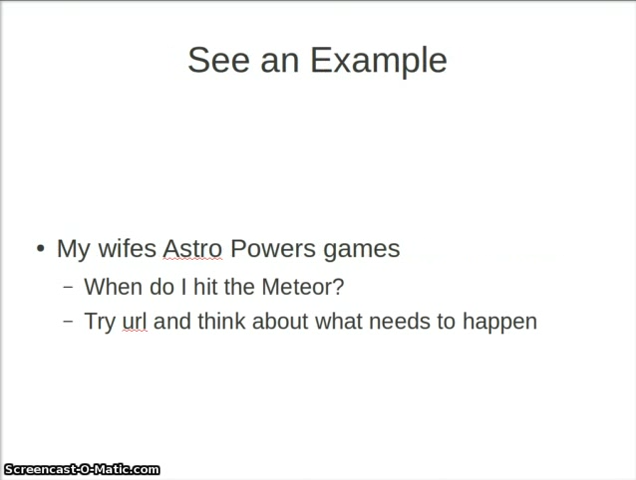 See an Example
• My wifes Astro Powers games
– When do I hit the Meteor?
– Try url and think about what needs to happen
Screencast-O-Matic.com